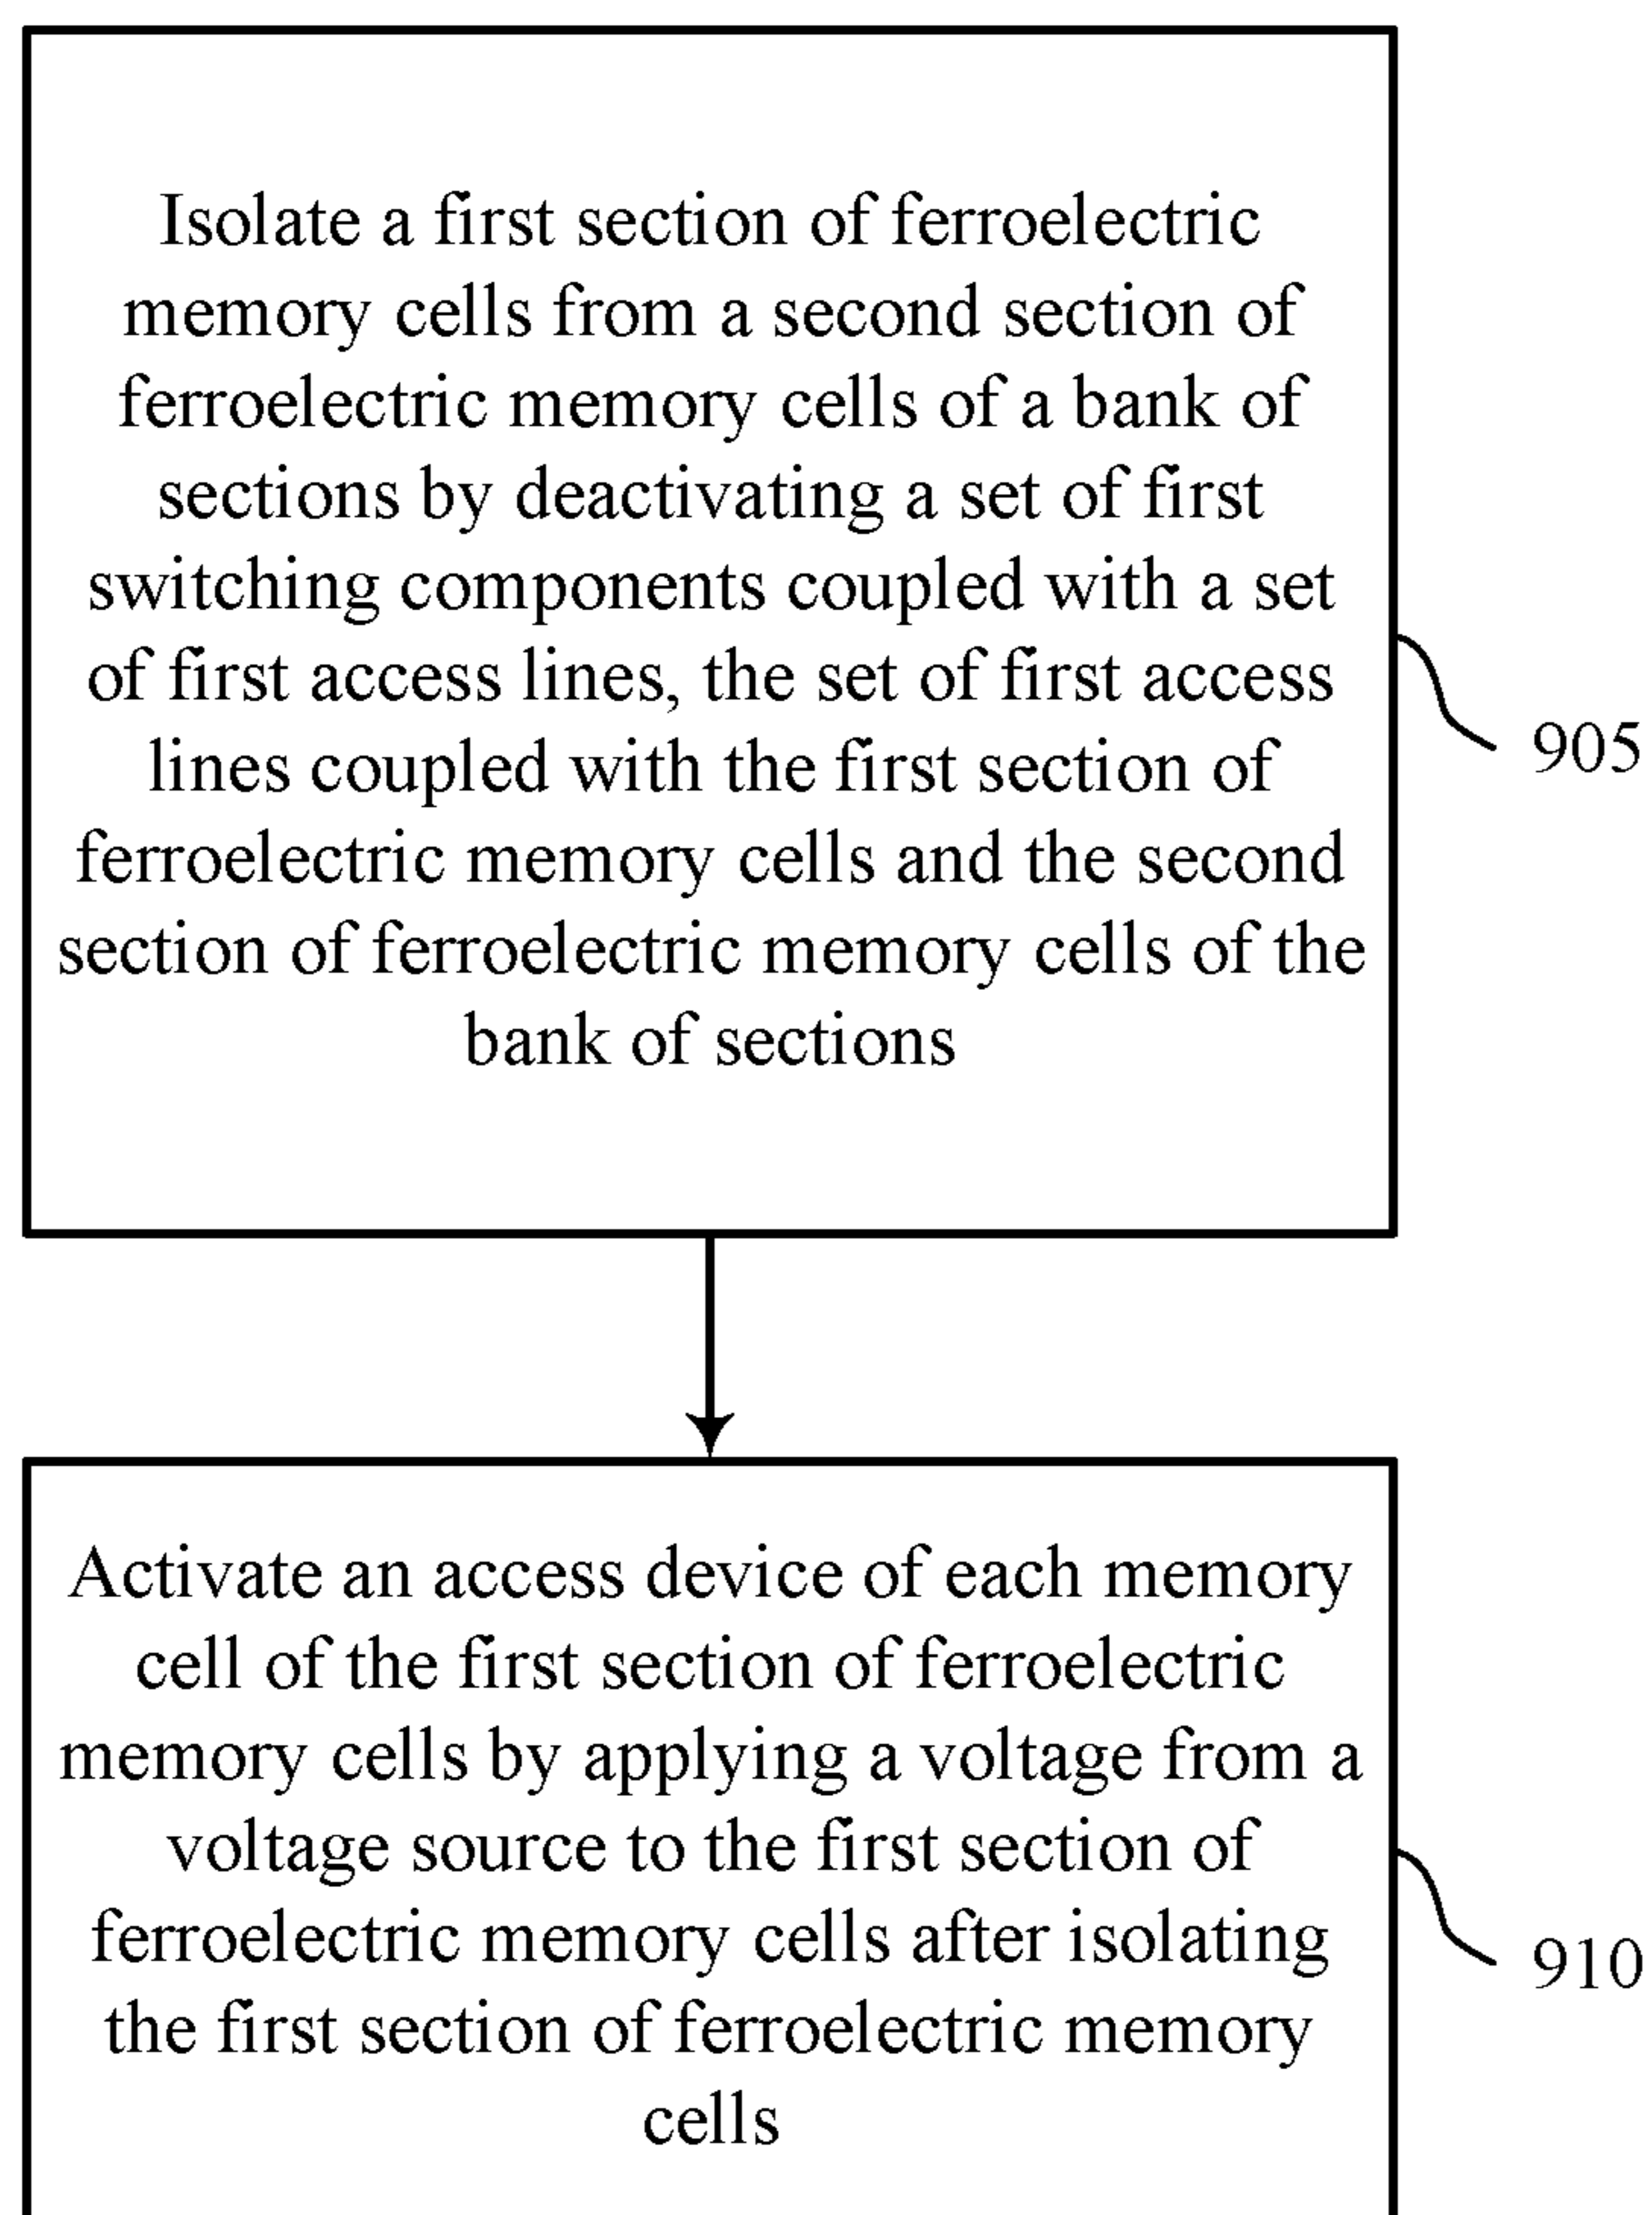 Isolate a first section of ferroelectric
memory cells from a second section of
ferroelectric memory cells of a bank of
sections by deactivating a set of first
switching components coupled with a set
of first access lines, the set of first access
lines coupled with the first section of
ferroelectric memory cells and the second
section of ferroelectric memory cells of the
bank of sections
905
Activate an access device of each memory
cell of the first section of ferroelectric
memory cells by applying a voltage from a
voltage source to the first section of
ferroelectric memory cells after isolating
the first section of ferroelectric memory
cells
910